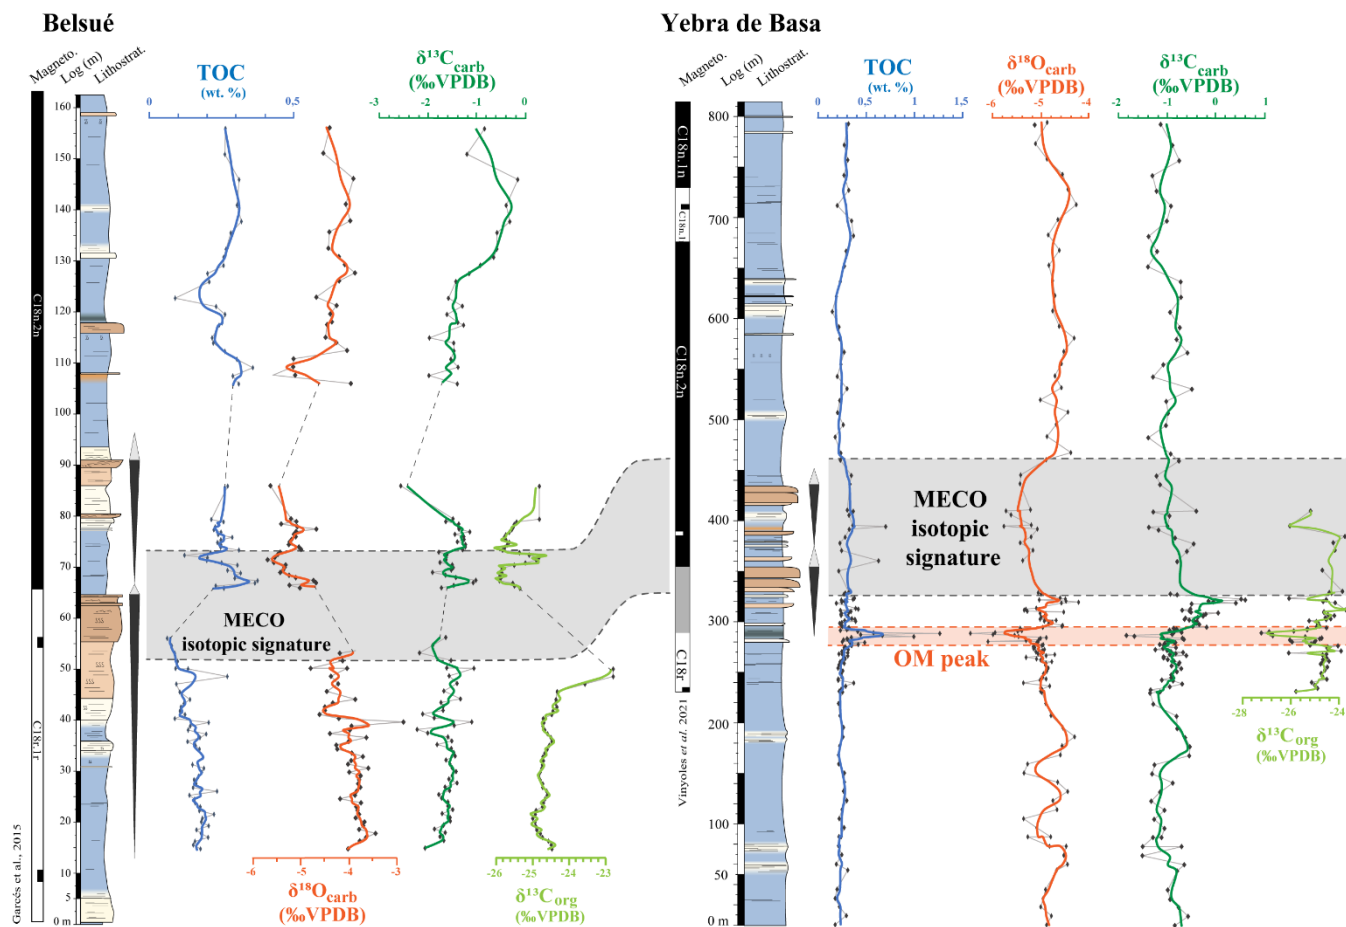 Belsué
Magneto.
Log (m)
Lithostrat.
TOC
(wt. %)
0 0,5
δ¹³Ccarb
(‰VPDB)
-3 -2 -1 0
160
150
140
130
120
110
100
90
80
70
60
50
40
30
20
10
5
0 m
C18n.2n
C18r.1r
Garcés et al., 2015
MECO
isotopic signature
-6 -5 -4 -3
δ¹⁸Ocarb
(‰VPDB)
-26 -25 -24 -23
δ¹³Corg
(‰VPDB)
Yebra de Basa
Magneto.
Log (m)
Lithostrat.
TOC
(wt. %)
0 0,5 1 1,5
δ¹⁸Ocarb
(‰VPDB)
-6 -5 -4
δ¹³Ccarb
(‰VPDB)
-2 -1 0 1
800
700
600
500
400
300
200
100
50
0 m
C18n.1n
C18n.1
C18n.2n
C18r
Vinyoles et al, 2021
MECO
isotopic
signature
OM peak
-28 -26 -24
δ¹³Corg
(‰VPDB)